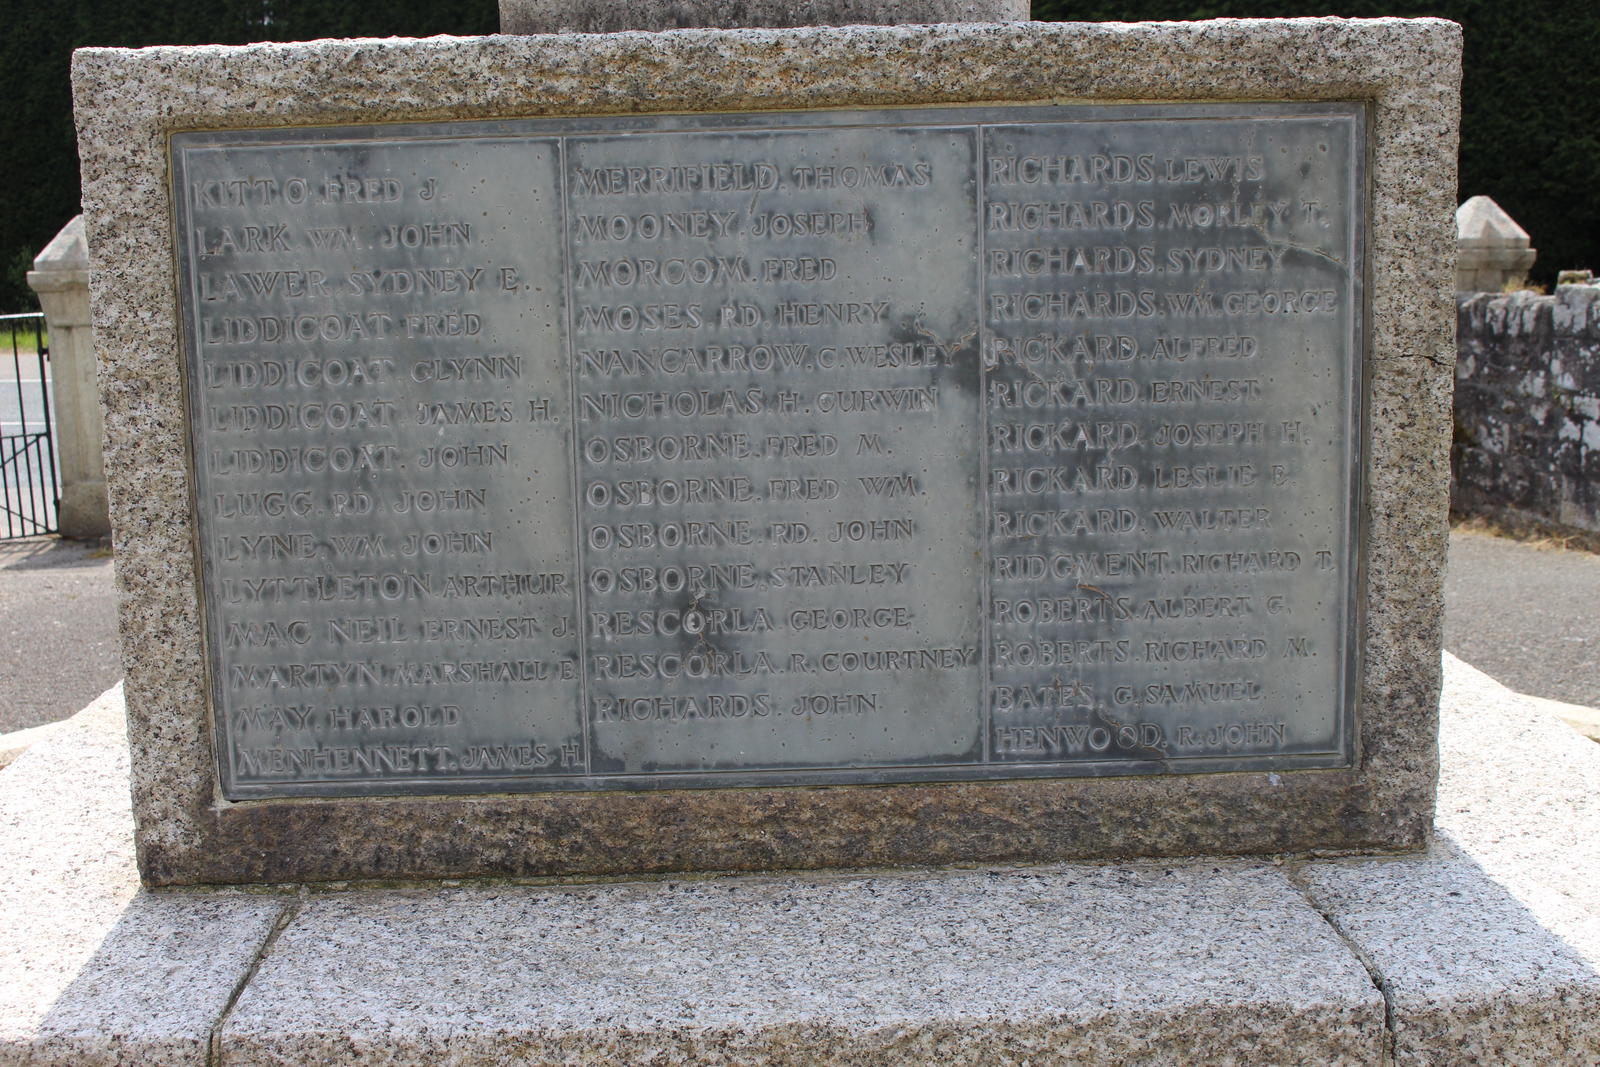 KITTO. FRED J.
LARK WM. JOHN
LAWER. SYDNEY E.
LIDDICOAT FRED
LIDDICOAT. GLYNN
LIDDICOAT. JAMES H.
LIDDICOAT. JOHN
LUGG. RD. JOHN
LYNE. WM. JOHN
LYTTLETON. ARTHUR
MAC NEIL. ERNEST J.
MARTYN. MARSHALL E.
MAY. HAROLD
MENHENNETT. JAMES H.
MERRIFIELD. THOMAS
MOONEY. JOSEPH
MORCOM. FRED
MOSES. RD. HENRY
NANCARROW. C. WESLEY
NICHOLAS. H. CURWIN
OSBORNE. FRED M.
OSBORNE. FRED WM.
OSBORNE. RD. JOHN
OSBORNE. STANLEY
RESCORLA. GEORGE
RESCORLA. R. COURTNEY
RICHARDS. JOHN
RICHARDS. LEWIS
RICHARDS. MORLEY T.
RICHARDS. SYDNEY
RICHARDS. WM. GEORGE
RICKARD. ALFRED
RICKARD. ERNEST
RICKARD. JOSEPH H.
RICKARD. LESLIE E.
RICKARD. WALTER
RIDGMENT. RICHARD T.
ROBERTS. ALBERT G.
ROBERTS. RICHARD M.
BATES. G. SAMUEL
HENWOOD. R. JOHN